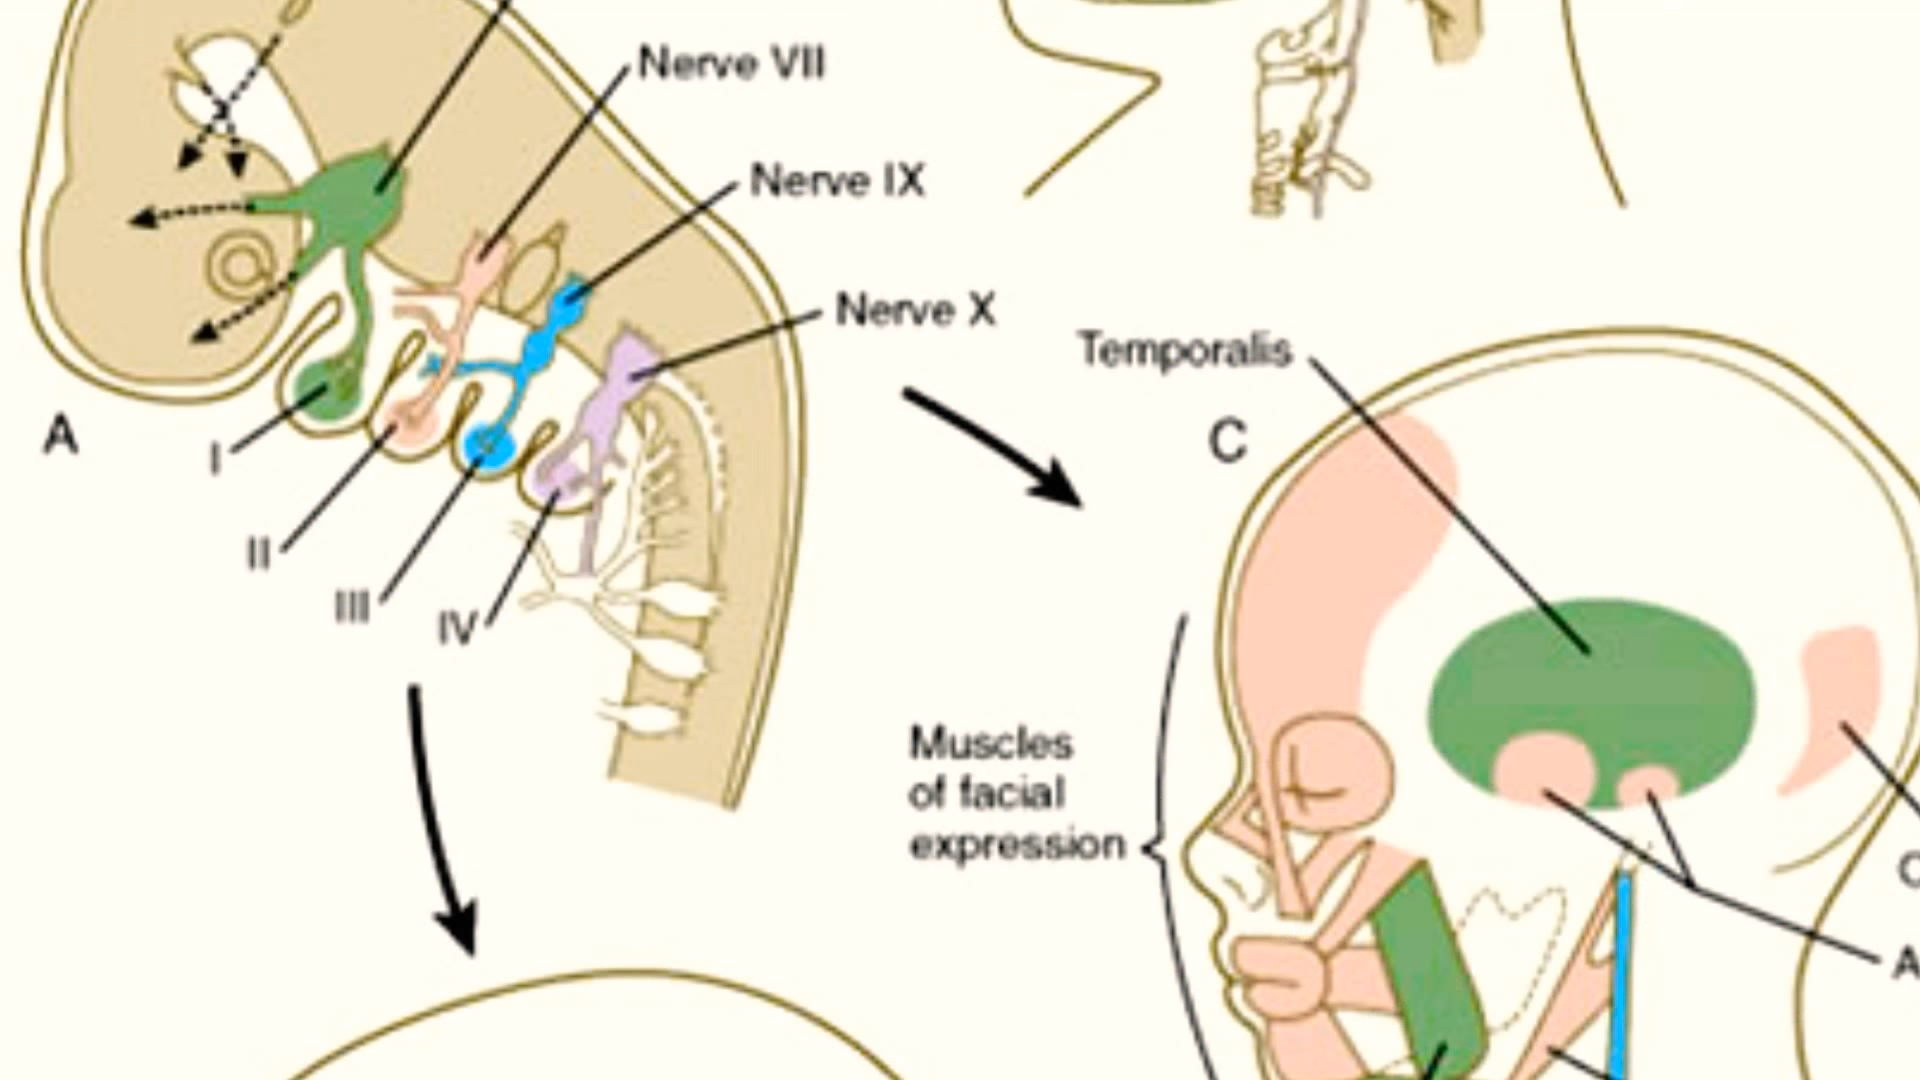 Nerve VII
Nerve IX
Nerve X
A
I
II
III
IV
Temporalis
C
Muscles
of facial
expression